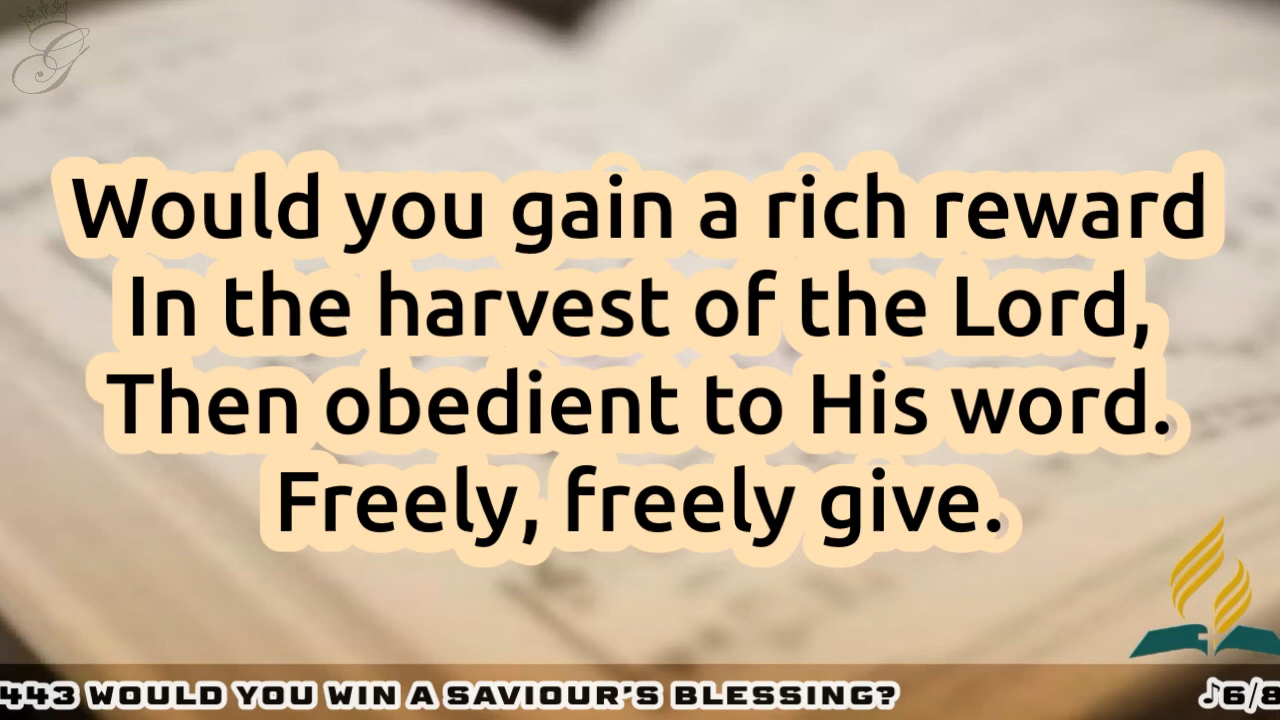 G
Would you gain a rich reward
In the harvest of the Lord,
Then obedient to His word.
Freely, freely give.
443 WOULD YOU WIN A SAVIOUR'S BLESSING?
♪6/8